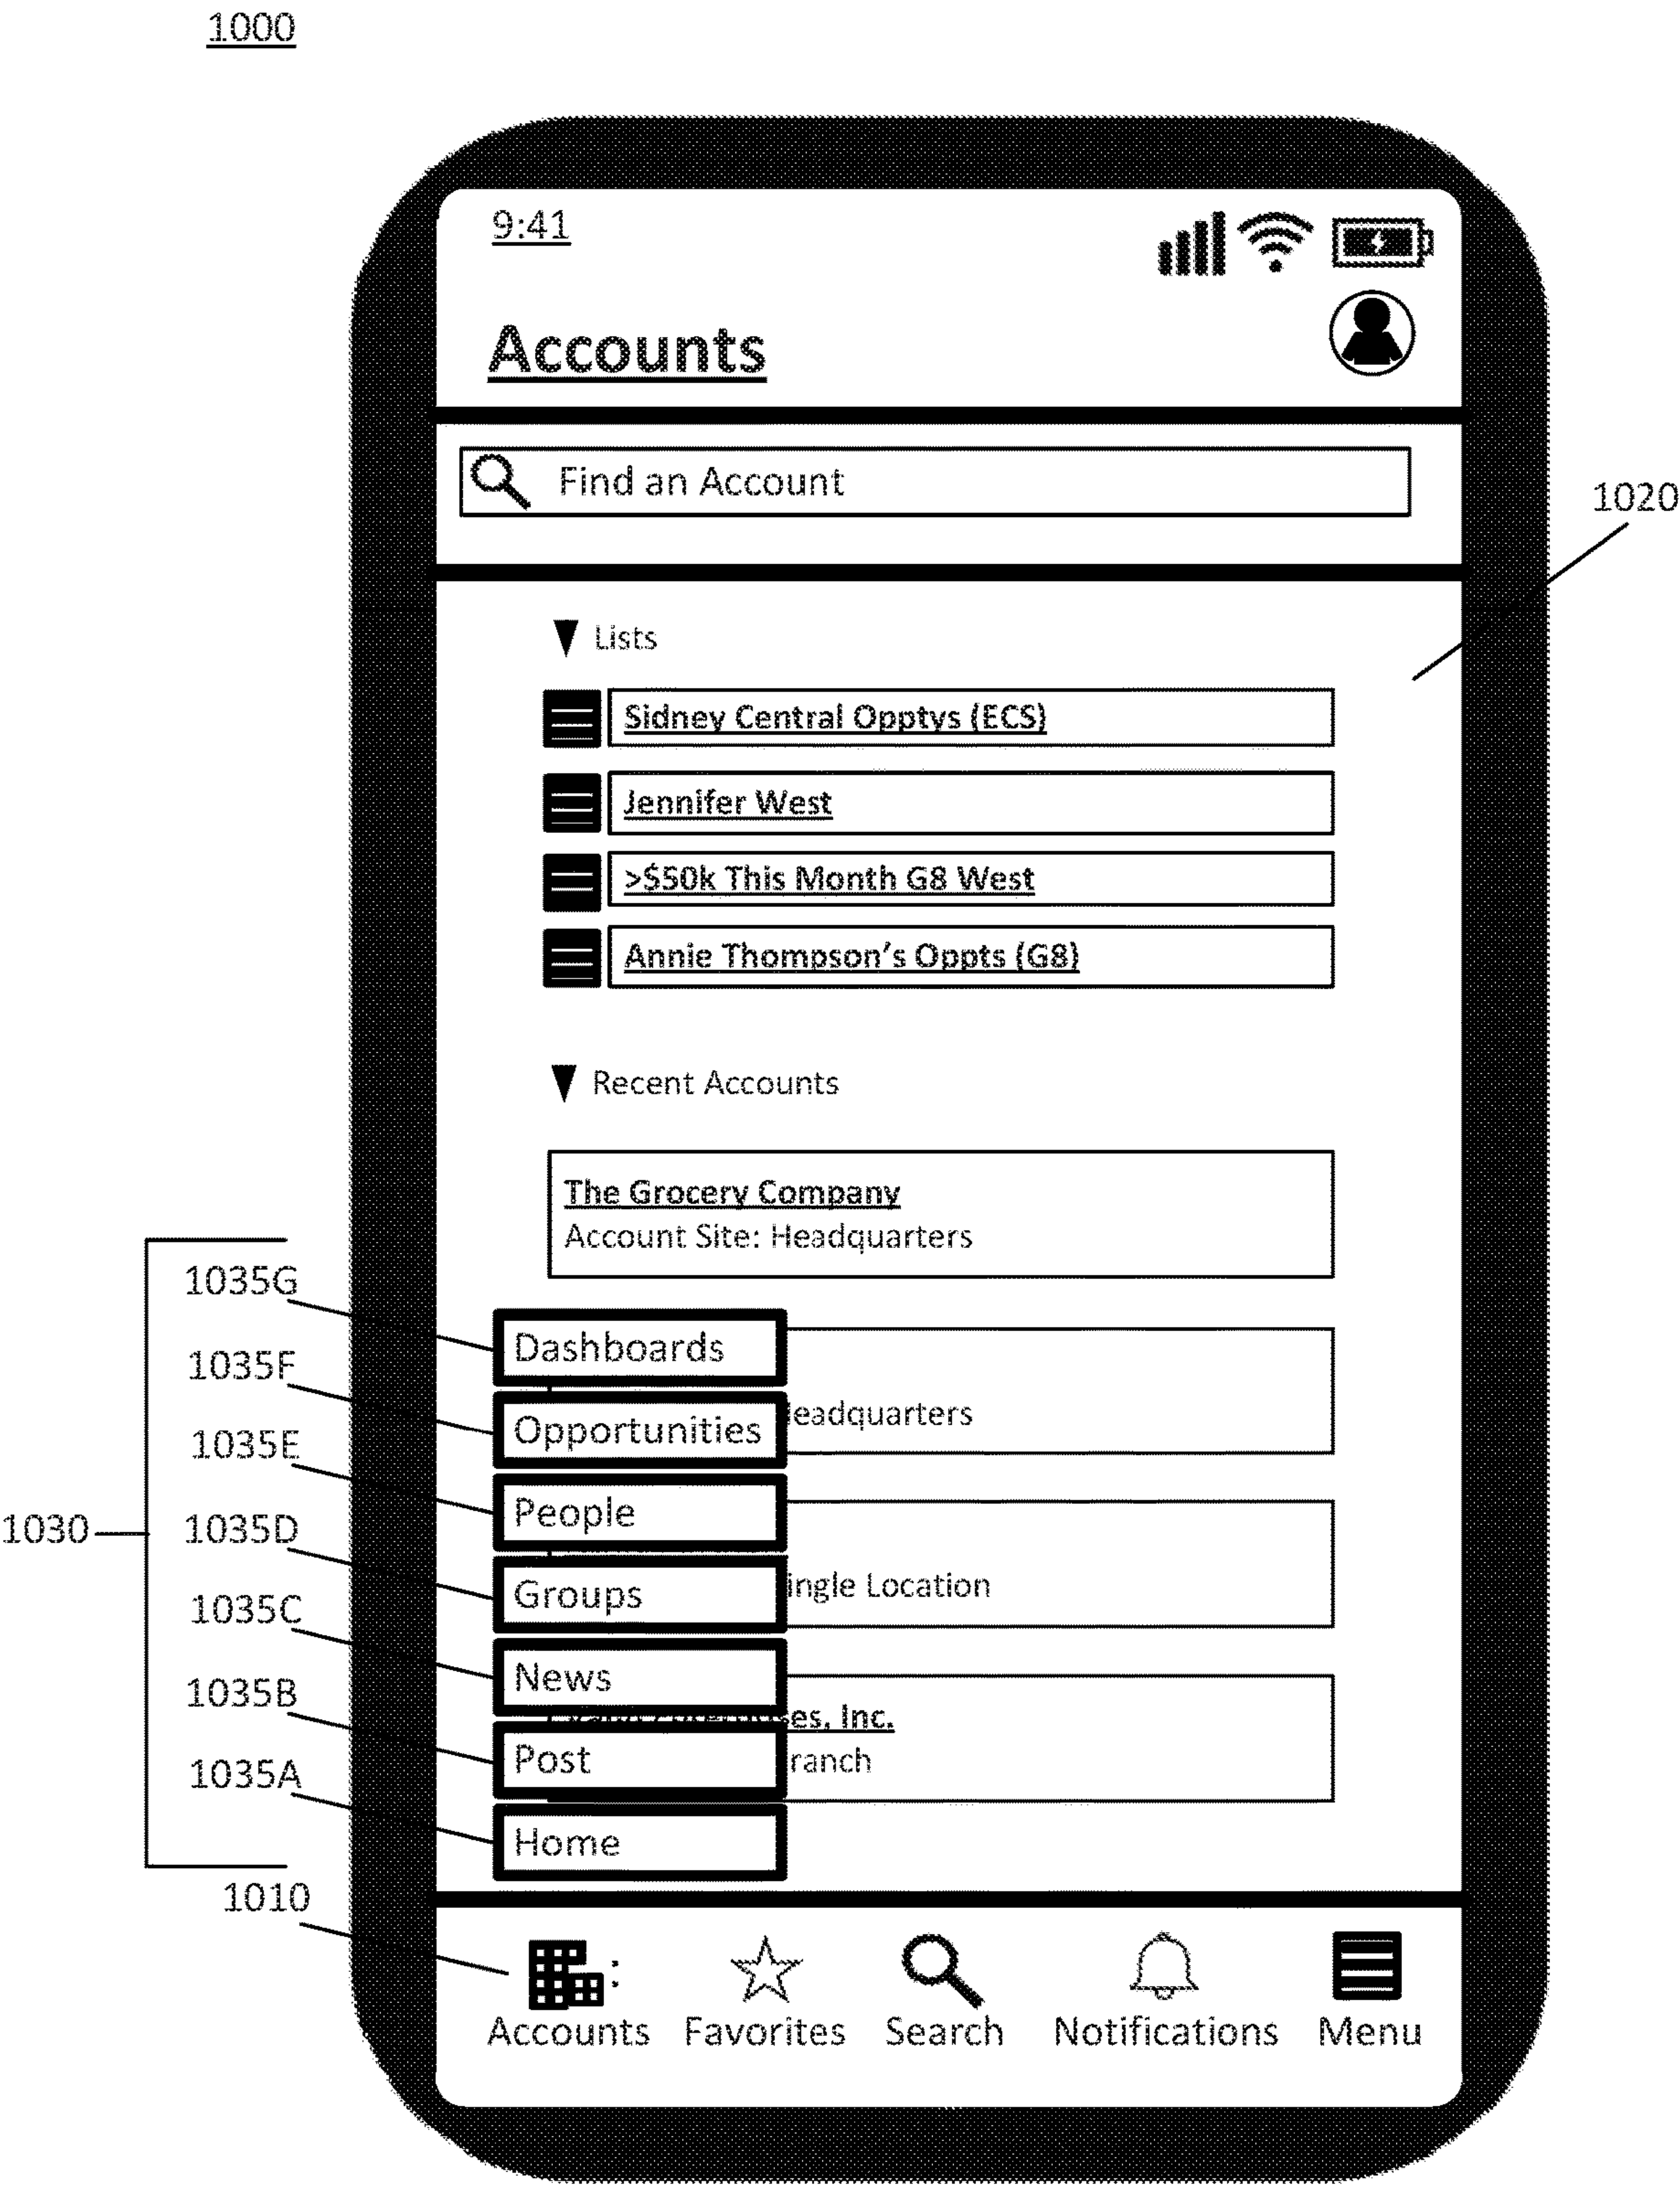 1000
9:41
Accounts
Find an Account
1020
Lists
Sidney Central Opptys (ECS)
Jennifer West
>$50k This Month G8 West
Annie Thompson's Oppts (G8)
Recent Accounts
The Grocery Company
Account Site: Headquarters
1035G
Dashboards
1035F
eadquarters
Opportunities
1035E
People
1030
1035D
ingle Location
Groups
1035C
News
1035B
ses, Inc.
Post
ranch
1035A
Home
1010
Accounts
Favorites
Search
Notifications
Menu